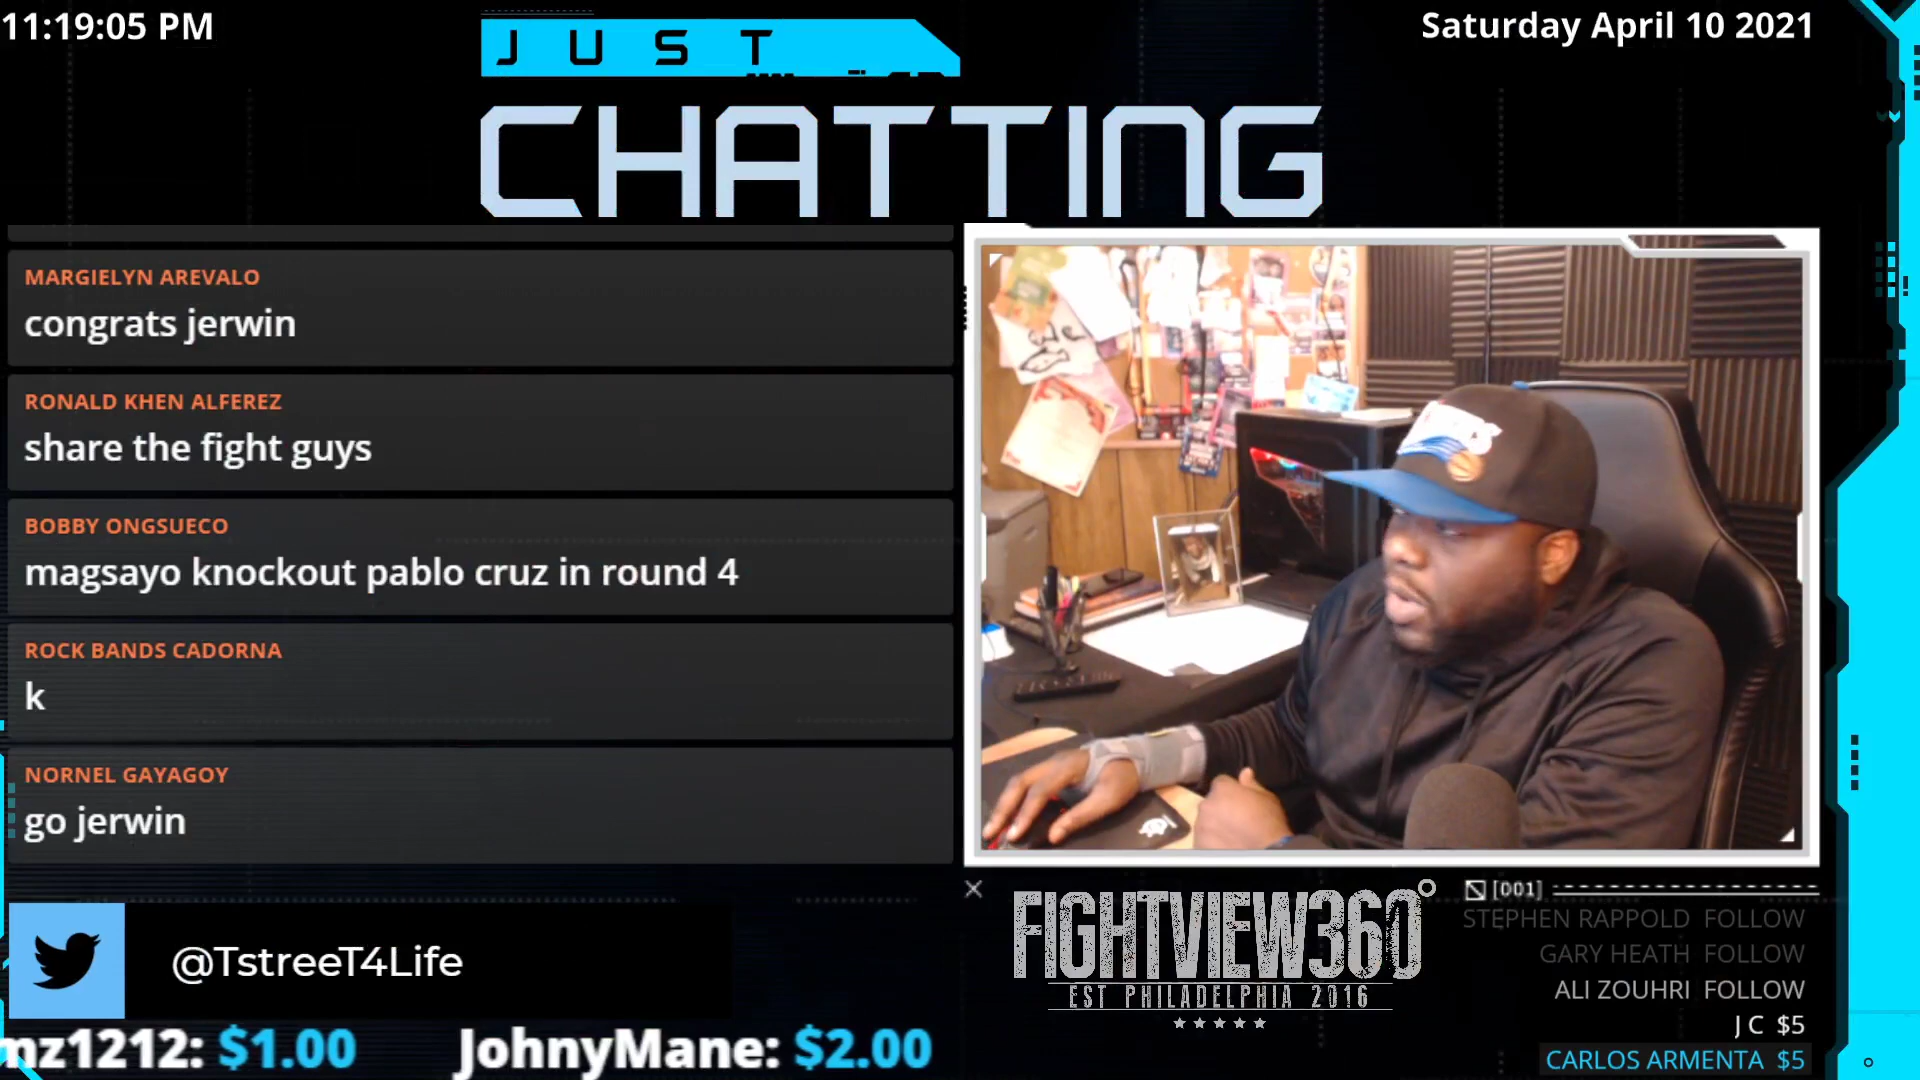 11:19:05 PM
JUST
Saturday April 10 2021
CHATTING
MARGIELYN AREVALO
congrats jerwin
RONALD KHEN ALFEREZ
share the fight guys
BOBBY ONGSUECO
magsayo knockout pablo cruz in round 4
ROCK BANDS CADORNA
k
NORNEL GAYAGOY
go jerwin
@TstreeT4Life
mz1212: $1.00 JohnyMane: $2.00
FIGHTVIEW360°
EST PHILADELPHIA 2016
[001]
STEPHEN RAPPOLD FOLLOW
GARY HEATH FOLLOW
ALI ZOUHRI FOLLOW
J C $5
CARLOS ARMENTA $5